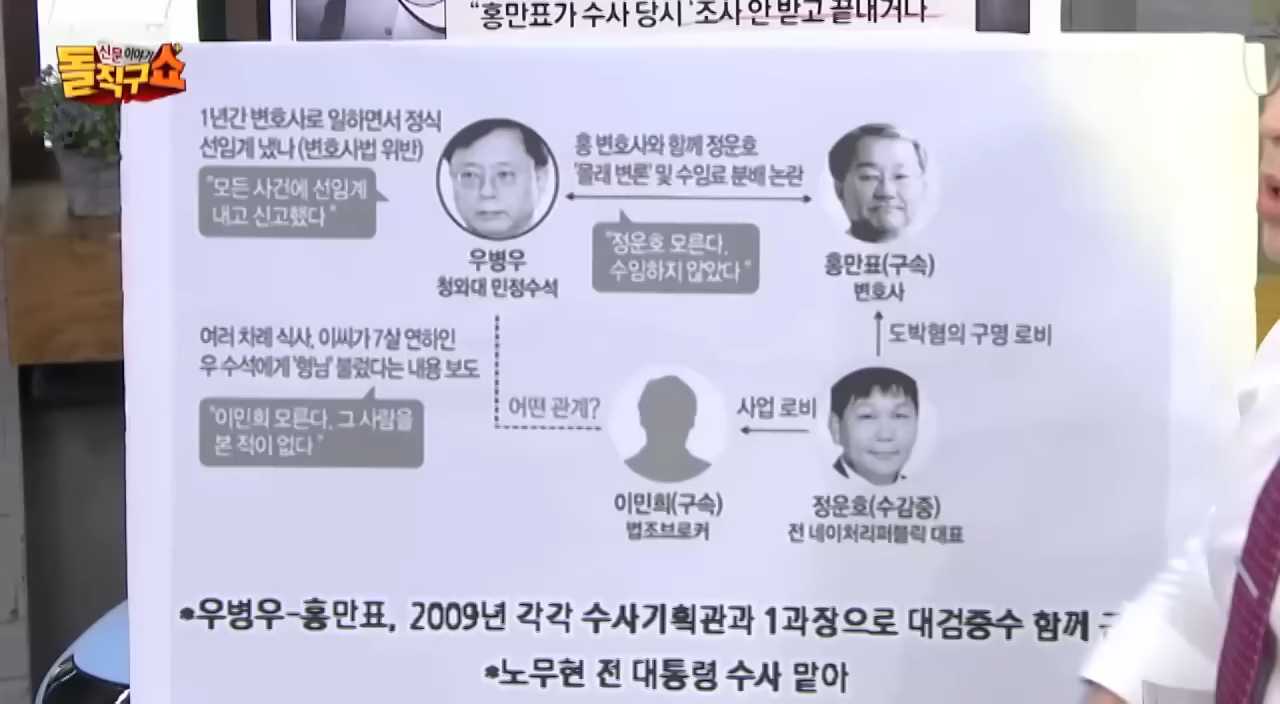 "홍만표가 수사 당시 '조사 안 받고 끝내거나
신문이야기
돌직구쇼
1년간 변호사로 일하면서 정식
선임계 냈나 (변호사법 위반)
"모든 사건에 선임계
내고 신고했다"
홍 변호사와 함께 정운호
'몰래 변론' 및 수임료 분배 논란
"정운호 모른다.
수임하지 않았다"
우병우
청와대 민정수석
홍만표(구속)
변호사
도박혐의 구명 로비
여러 차례 식사, 이씨가 7살 연하인
우 수석에게 '형님' 불렀다는 내용 보도
"이민희 모른다. 그 사람을
본 적이 없다"
어떤 관계?
사업 로비
이민희(구속)
법조브로커
정운호(수감중)
전 네이처리퍼블릭 대표
*우병우-홍만표, 2009년 각각 수사기획관과 1과장으로 대검중수 함께
*노무현 전 대통령 수사 맡아